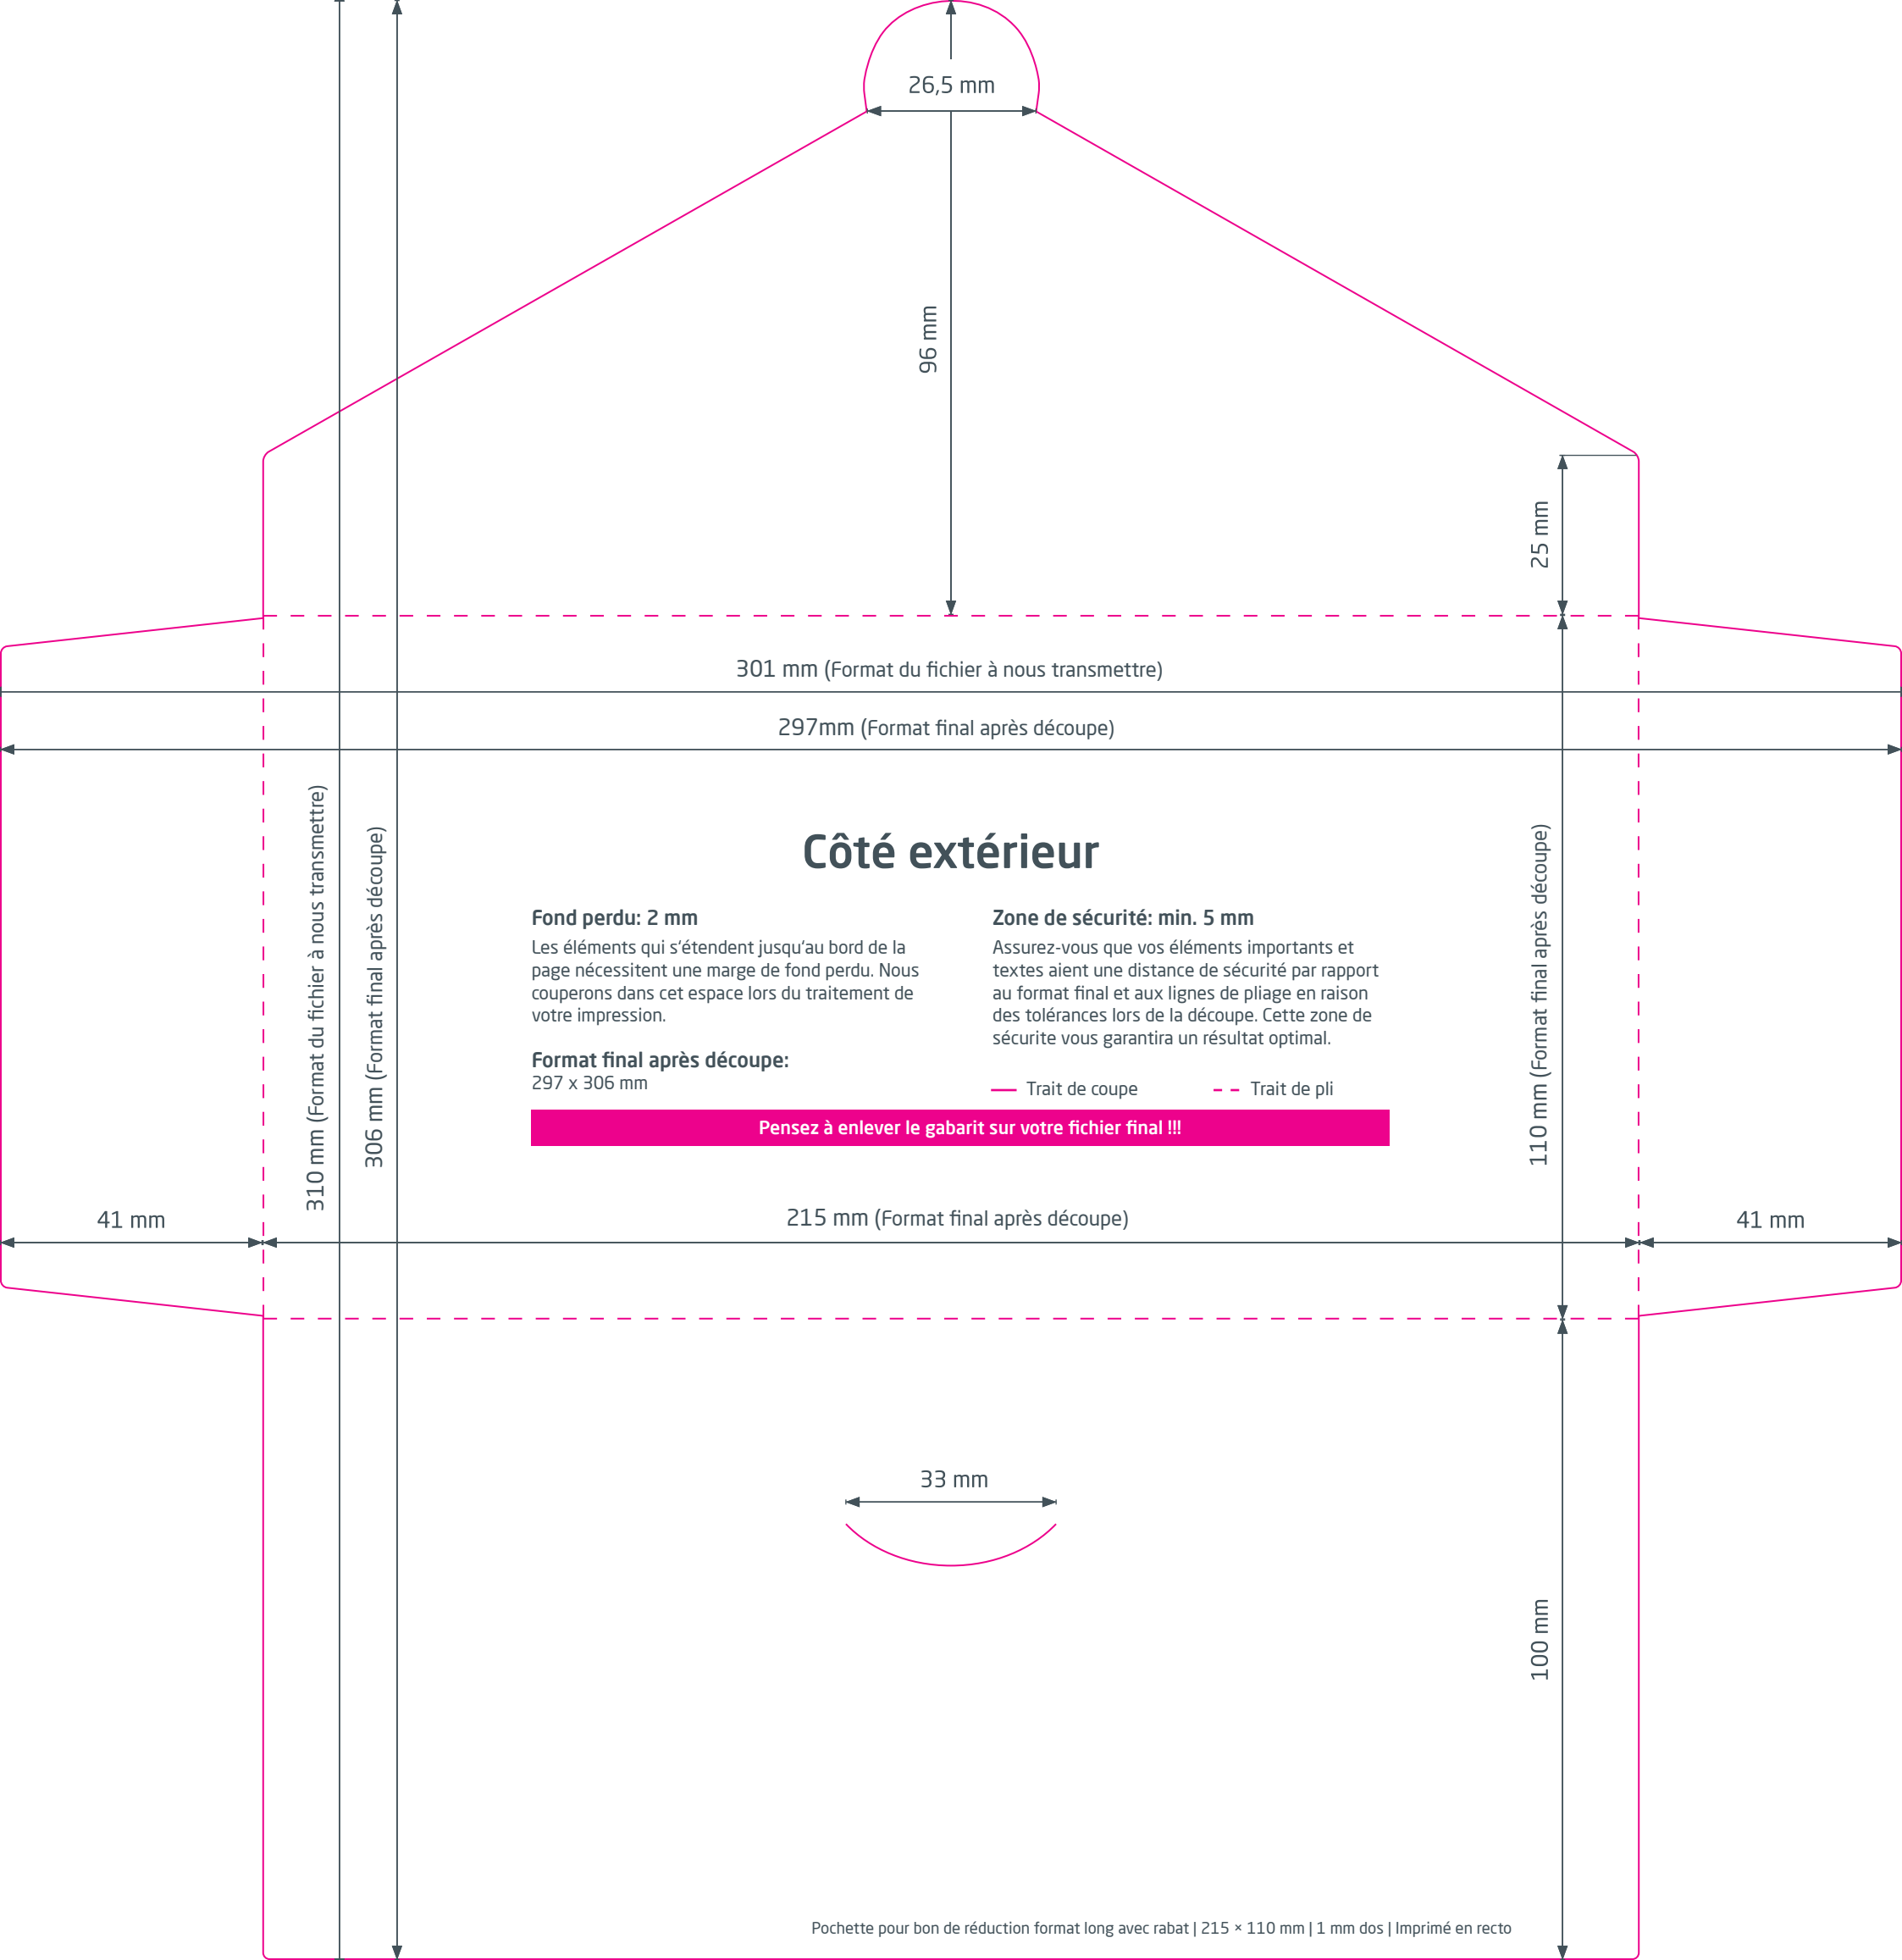 26,5 mm
96 mm
25 mm
301 mm (Format du fichier à nous transmettre)
297mm (Format final après découpe)
310 mm (Format du fichier à nous transmettre)
306 mm (Format final après découpe)
110 mm (Format final après découpe)
Côté extérieur
Fond perdu: 2 mm
Les éléments qui s‘étendent jusqu‘au bord de la
page nécessitent une marge de fond perdu. Nous
couperons dans cet espace lors du traitement de
votre impression.
Format final après découpe:
297 x 306 mm
Zone de sécurité: min. 5 mm
Assurez-vous que vos éléments importants et
textes aient une distance de sécurité par rapport
au format final et aux lignes de pliage en raison
des tolérances lors de la découpe. Cette zone de
sécurite vous garantira un résultat optimal.
Trait de coupe
Trait de pli
Pensez à enlever le gabarit sur votre fichier final !!!
41 mm
215 mm (Format final après découpe)
41 mm
33 mm
100 mm
Pochette pour bon de réduction format long avec rabat | 215 × 110 mm | 1 mm dos | Imprimé en recto